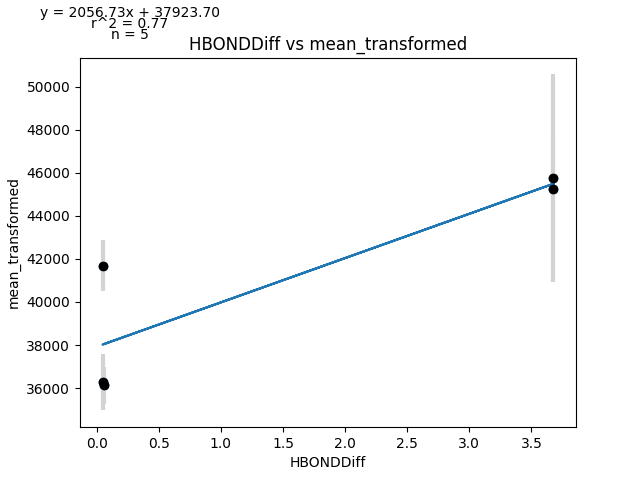 y = 2056.73x + 37923.70
r^2 = 0.77
n = 5
HBONDDiff vs mean_transformed
mean_transformed
50000
48000
46000
44000
42000
40000
38000
36000
0.0 0.5 1.0 1.5 2.0 2.5 3.0 3.5
HBONDDiff